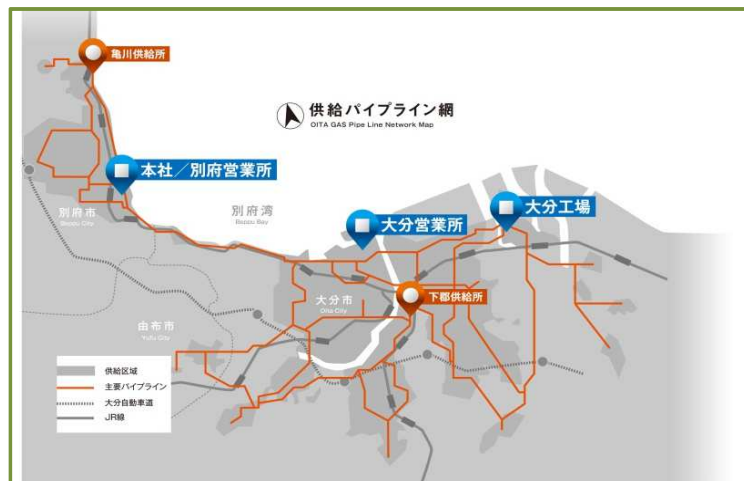 亀川供給所
供給パイプライン網
OITA GAS Pipe Line Network Map
本社／別府営業所
大分工場
別府市
Beppu City
別府湾
Beppu Bay
大分営業所
大分市
Oita City
下郡供給所
由布市
Yufu City
供給区域
主要パイプライン
大分自動車道
JR線